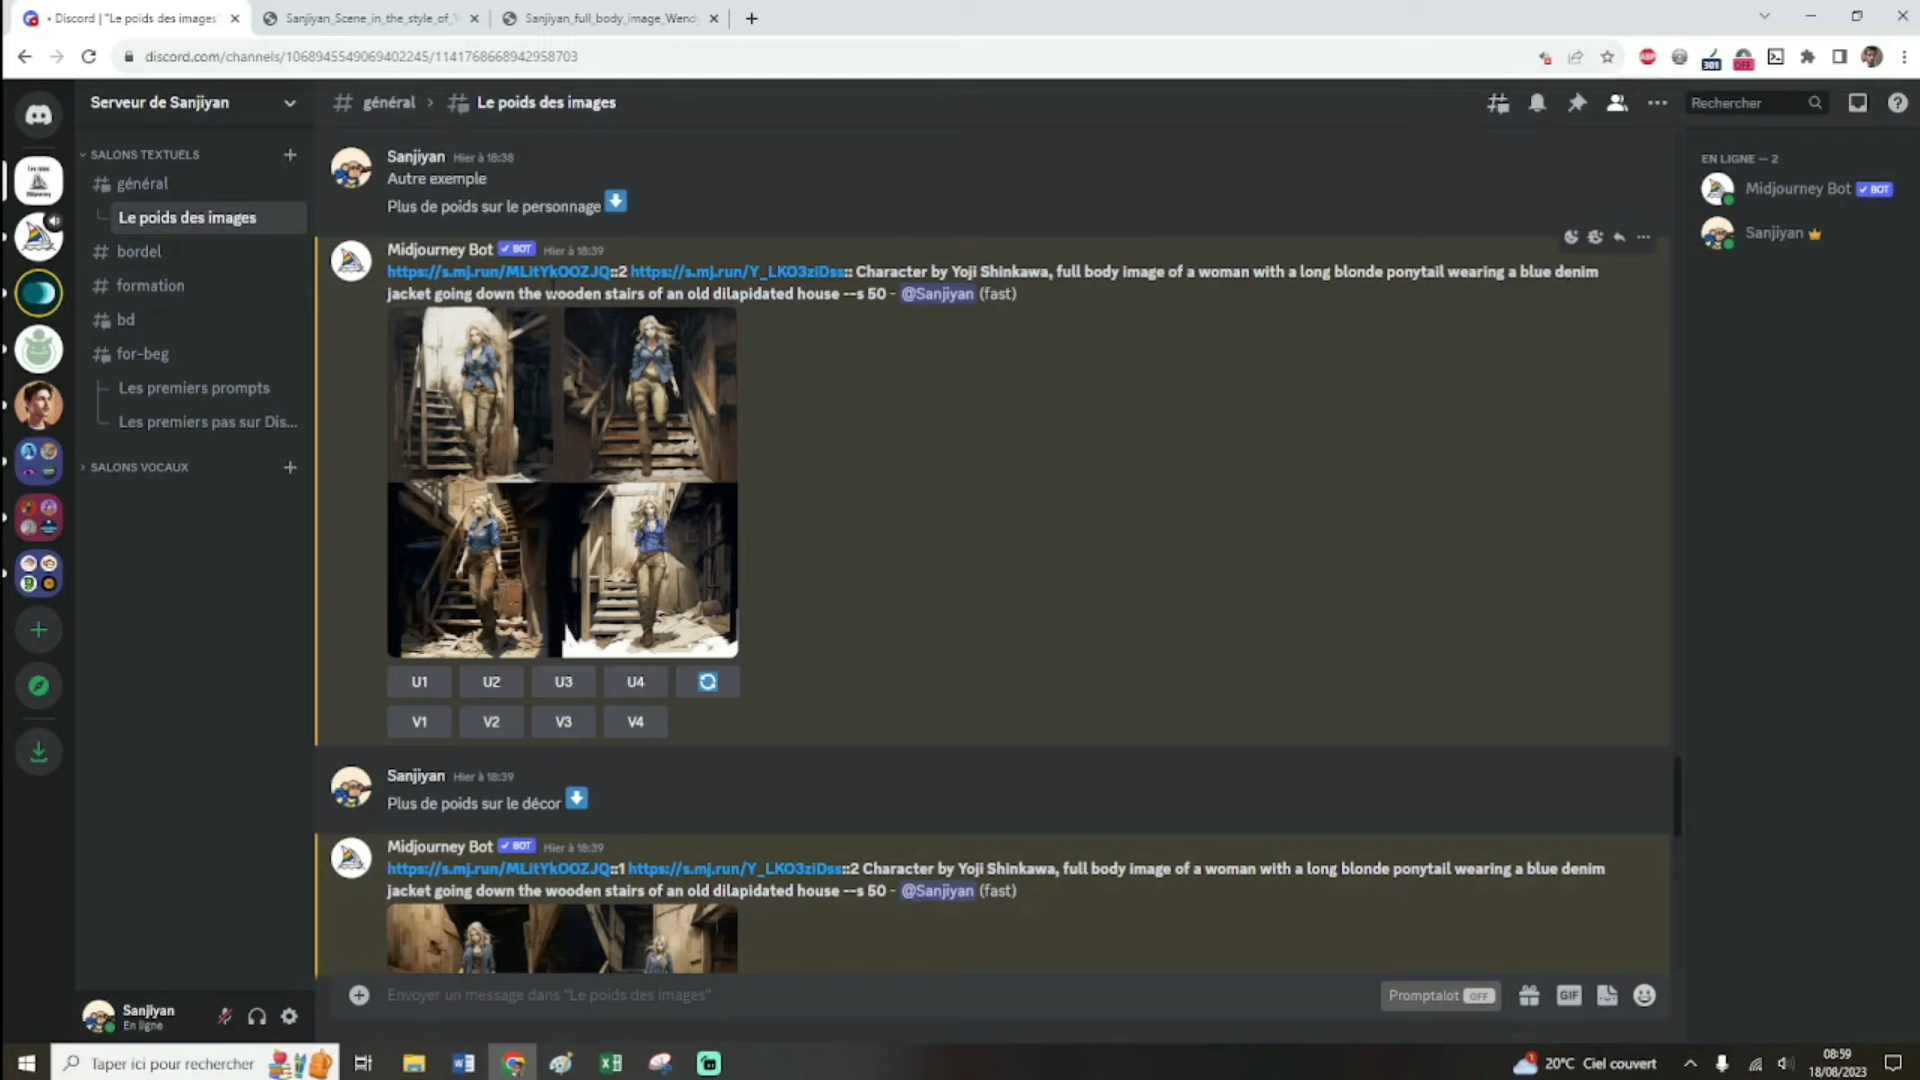 Discord | "Le poids des images"
Sanjiyan_Scene_in_the_style_of_
Sanjiyan_full_body_image_Wend
discord.com/channels/1068945549069402245/1141768668942958703
ABP
301
OFF
Serveur de Sanjiyan
général
Le poids des images
Rechercher
SALONS TEXTUELS
général
Le poids des images
bordel
formation
bd
for-beg
Les premiers prompts
Les premiers pas sur Dis...
SALONS VOCAUX
Sanjiyan Hier à 18:38
Autre exemple
Plus de poids sur le personnage
Midjourney Bot BOT Hier à 18:39
https://s.mj.run/MLitYkOOZJQ::2 https://s.mj.run/Y_LKO3ziDss:: Character by Yoji Shinkawa, full body image of a woman with a long blonde ponytail wearing a blue denim
jacket going down the wooden stairs of an old dilapidated house --s 50 - @Sanjiyan (fast)
U1 U2 U3 U4
V1 V2 V3 V4
Sanjiyan Hier à 18:39
Plus de poids sur le décor
Midjourney Bot BOT Hier à 18:39
https://s.mj.run/MLitYkOOZJQ::1 https://s.mj.run/Y_LKO3ziDss::2 Character by Yoji Shinkawa, full body image of a woman with a long blonde ponytail wearing a blue denim
jacket going down the wooden stairs of an old dilapidated house --s 50 - @Sanjiyan (fast)
Envoyer un message dans "Le poids des images"
Promptalot OFF
GIF
EN LIGNE — 2
Midjourney Bot BOT
Sanjiyan
Sanjiyan
En ligne
Taper ici pour rechercher
20°C Ciel couvert
08:59
18/08/2023